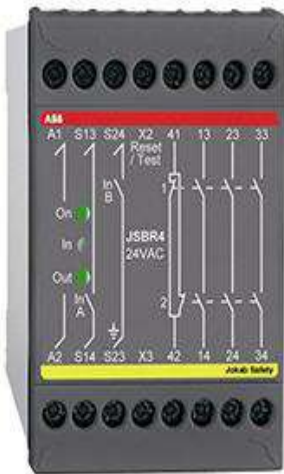 ABB
A1 S13 S24 X2 41 13 23 33
Reset
/ Test
In
B
1
On
In
JSBR4
24VAC
Out
In
A
2
A2 S14 S23 X3 42 14 24 34
Jokab Safety